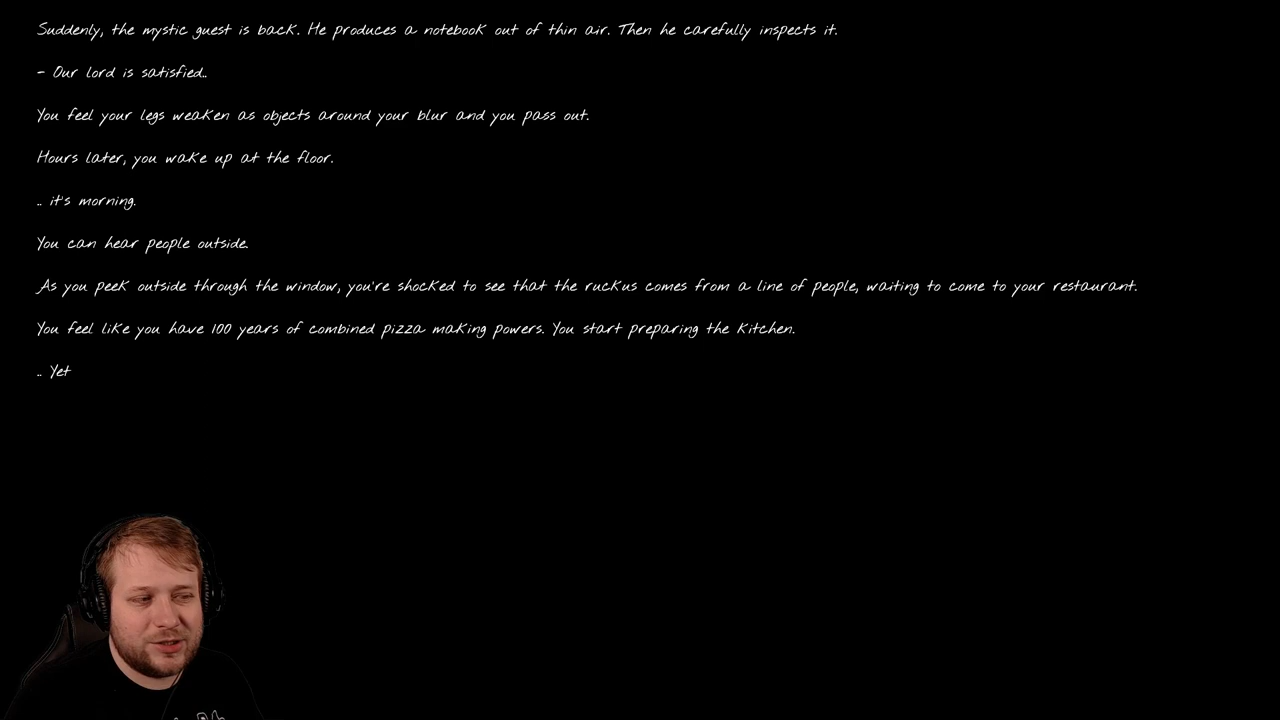 Suddenly, the mystic guest is back. He produces a notebook out of thin air. Then he carefully inspects it.
- Our lord is satisfied..
You feel your legs weaken as objects around your blur and you pass out.
Hours later, you wake up at the floor.
.. it's morning.
You can hear people outside.
As you peek outside through the window, you're shocked to see that the ruckus comes from a line of people, waiting to come to your restaurant.
You feel like you have 100 years of combined pizza making powers. You start preparing the kitchen.
.. Yet